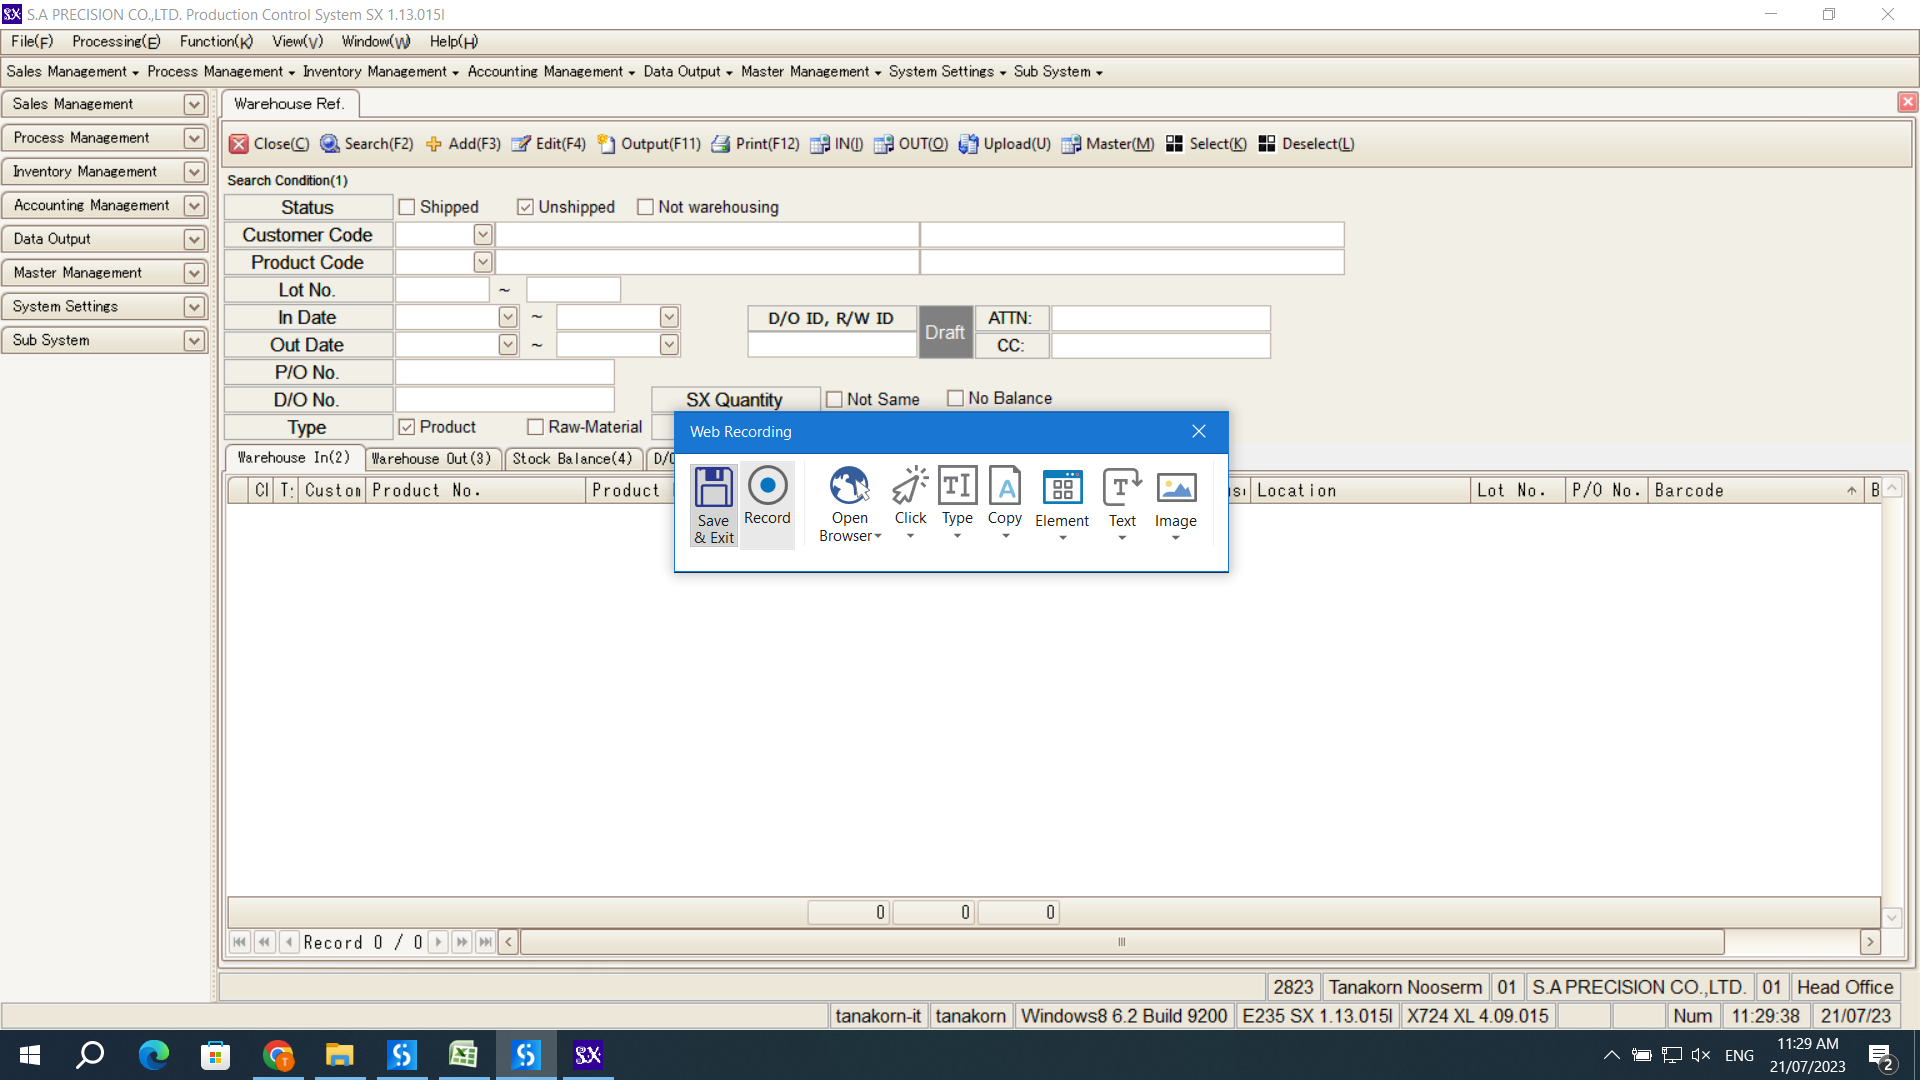 S.A PRECISION CO.,LTD. Production Control System SX 1.13.015I
File(F) Processing(E) Function(K) View(V) Window(W) Help(H)
Sales Management Process Management Inventory Management Accounting Management Data Output Master Management System Settings Sub System
Sales Management
Process Management
Inventory Management
Accounting Management
Data Output
Master Management
System Settings
Sub System
Warehouse Ref.
Close(C) Search(F2) Add(F3) Edit(F4) Output(F11) Print(F12) IN(I) OUT(O) Upload(U) Master(M) Select(K) Deselect(L)
Search Condition(1)
Status Shipped Unshipped Not warehousing
Customer Code
Product Code
Lot No. ~
In Date ~ D/O ID, R/W ID Draft ATTN:
Out Date ~ CC:
P/O No.
D/O No. SX Quantity Not Same No Balance
Type Product Raw-Material
Web Recording
Save & Exit
Record
Open Browser
Click
Type
Copy
Element
Text
Image
Warehouse In(2) Warehouse Out(3) Stock Balance(4)
Product No. Product Location Lot No. P/O No. Barcode
0 0 0
Record 0 / 0
2823 Tanakorn Nooserm 01 S.A PRECISION CO.,LTD. 01 Head Office
tanakorn-it tanakorn Windows8 6.2 Build 9200 E235 SX 1.13.015I X724 XL 4.09.015 Num 11:29:38 21/07/23
ENG
11:29 AM
21/07/2023
2